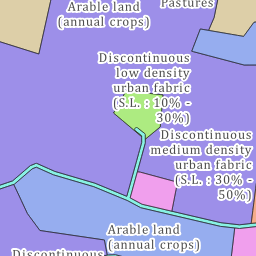 Arable land
(annual crops)
Pastures
Discontinuous
low density
urban fabric
(S.L. : 10% -
30%)
Discontinuous
medium density
urban fabric
(S.L. : 30% -
50%)
Arable land
(annual crops)
Discontinuous